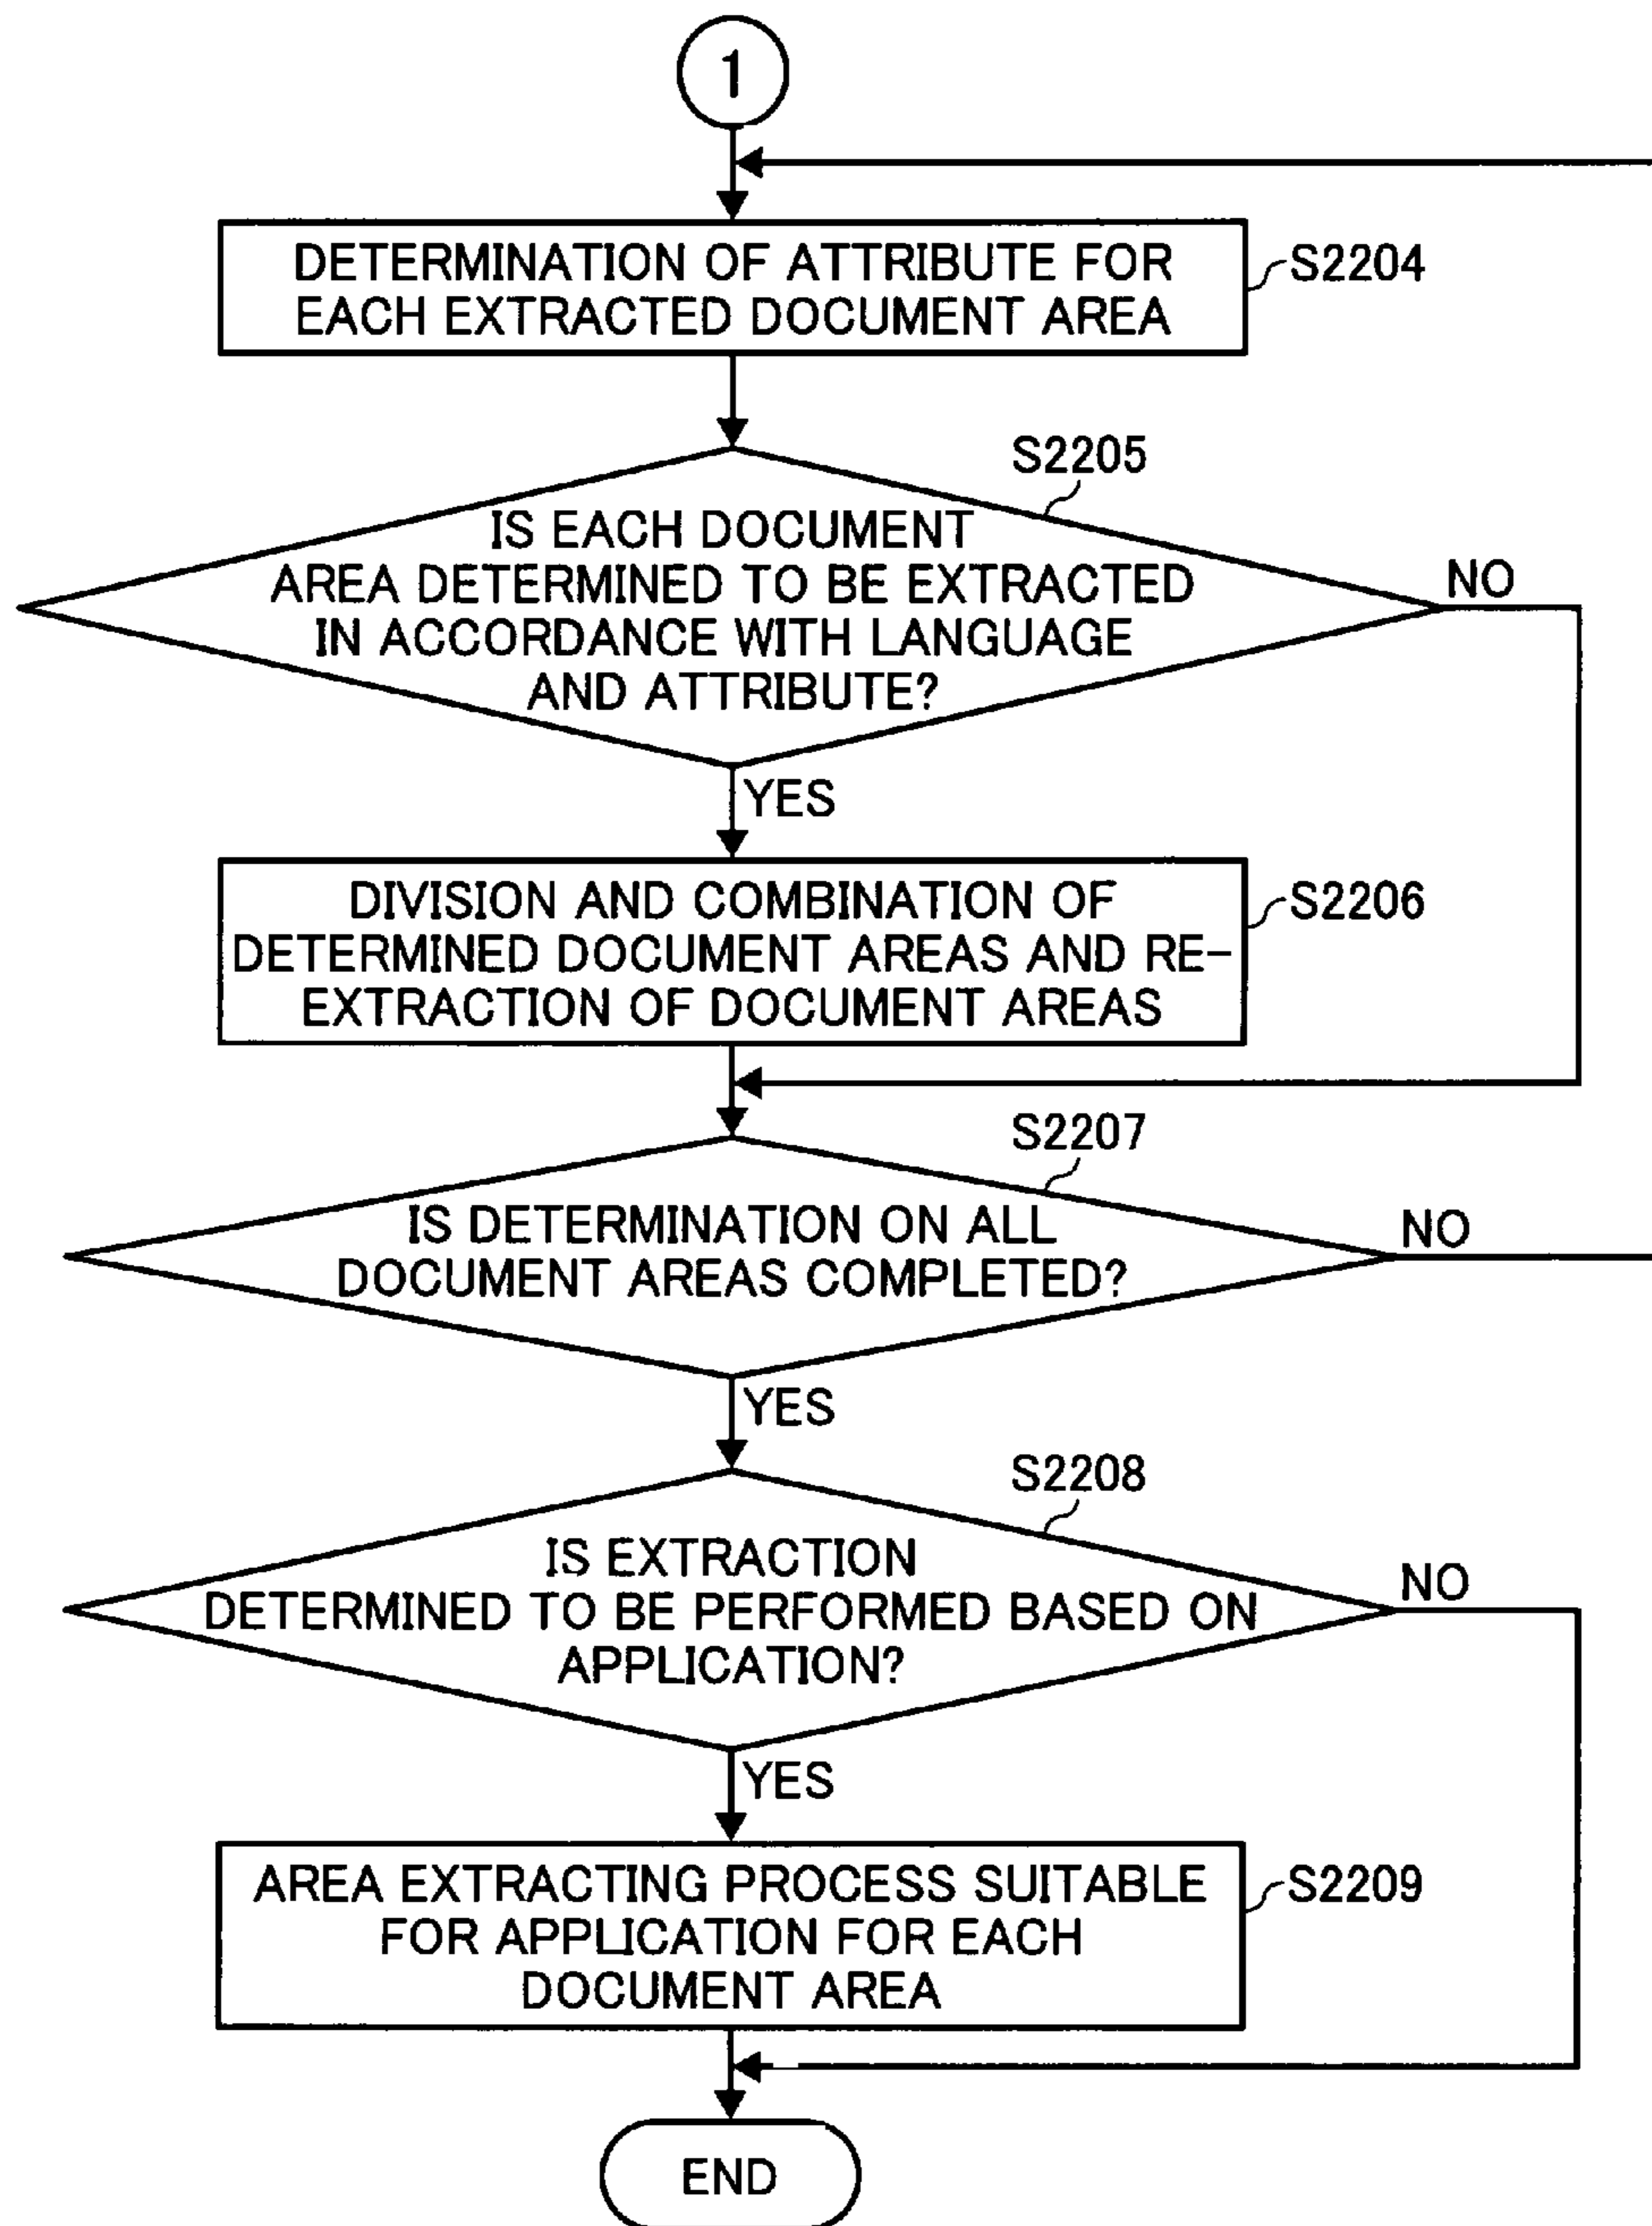 1
DETERMINATION OF ATTRIBUTE FOR
EACH EXTRACTED DOCUMENT AREA
S2204
S2205
IS EACH DOCUMENT
AREA DETERMINED TO BE EXTRACTED
IN ACCORDANCE WITH LANGUAGE
AND ATTRIBUTE?
NO
YES
DIVISION AND COMBINATION OF
DETERMINED DOCUMENT AREAS AND RE-
EXTRACTION OF DOCUMENT AREAS
S2206
S2207
IS DETERMINATION ON ALL
DOCUMENT AREAS COMPLETED?
NO
YES
S2208
IS EXTRACTION
DETERMINED TO BE PERFORMED BASED ON
APPLICATION?
NO
YES
AREA EXTRACTING PROCESS SUITABLE
FOR APPLICATION FOR EACH
DOCUMENT AREA
S2209
END